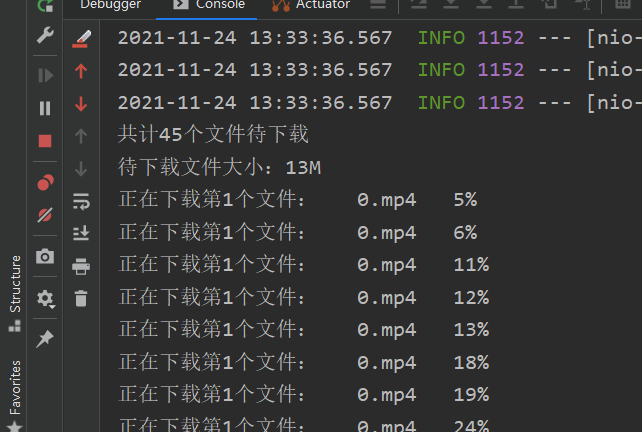 Debugger Console Actuator
2021-11-24 13:33:36.567 INFO 1152 --- [nio-
2021-11-24 13:33:36.567 INFO 1152 --- [nio-
2021-11-24 13:33:36.567 INFO 1152 --- [nio-
共计45个文件待下载
待下载文件大小：13M
正在下载第1个文件： 0.mp4 5%
正在下载第1个文件： 0.mp4 6%
正在下载第1个文件： 0.mp4 11%
正在下载第1个文件： 0.mp4 12%
正在下载第1个文件： 0.mp4 13%
正在下载第1个文件： 0.mp4 18%
正在下载第1个文件： 0.mp4 19%
正在下载第1个文件： 0.mp4 24%
Structure
Favorites